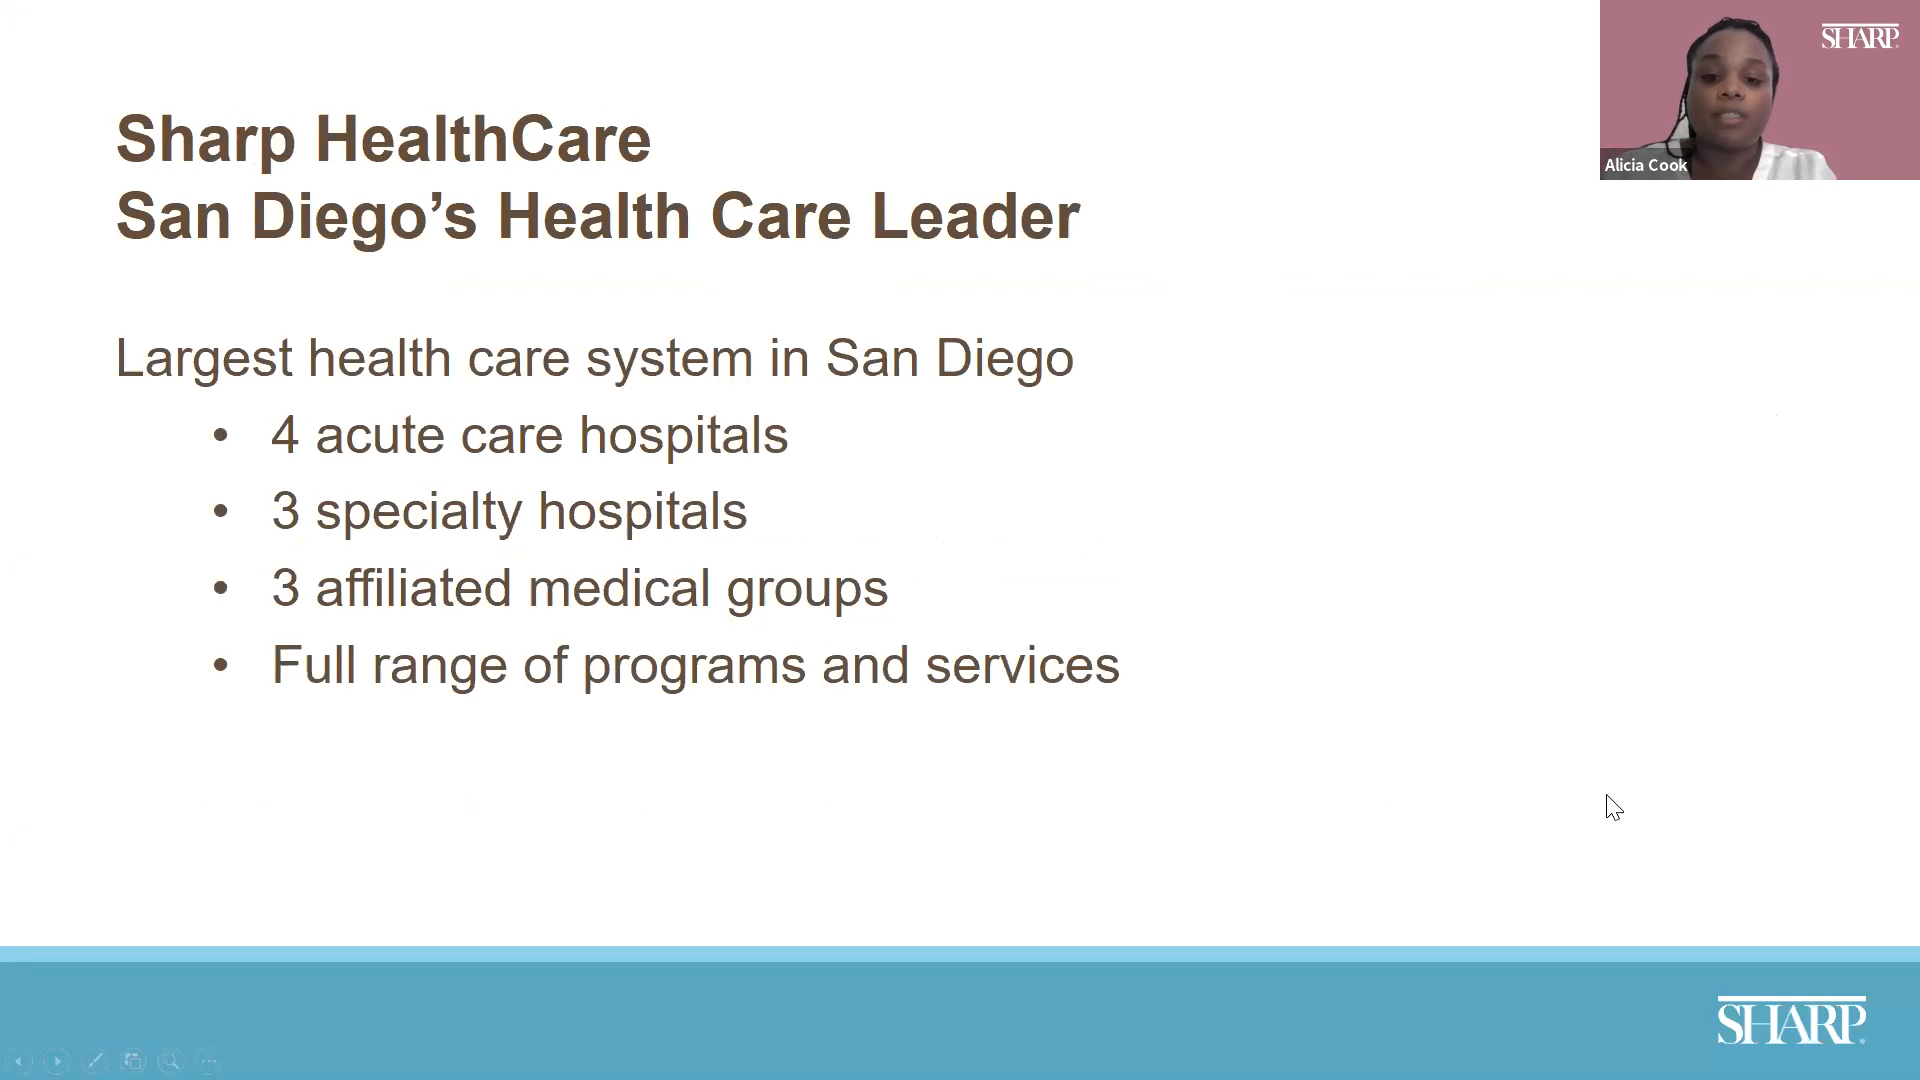 Sharp HealthCare
San Diego’s Health Care Leader
Largest health care system in San Diego
• 4 acute care hospitals
• 3 specialty hospitals
• 3 affiliated medical groups
• Full range of programs and services
SHARP
Alicia Cook
SHARP